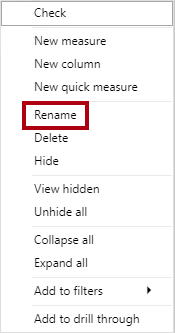 Check
New measure
New column
New quick measure
Rename
Delete
Hide
View hidden
Unhide all
Collapse all
Expand all
Add to filters
Add to drill through